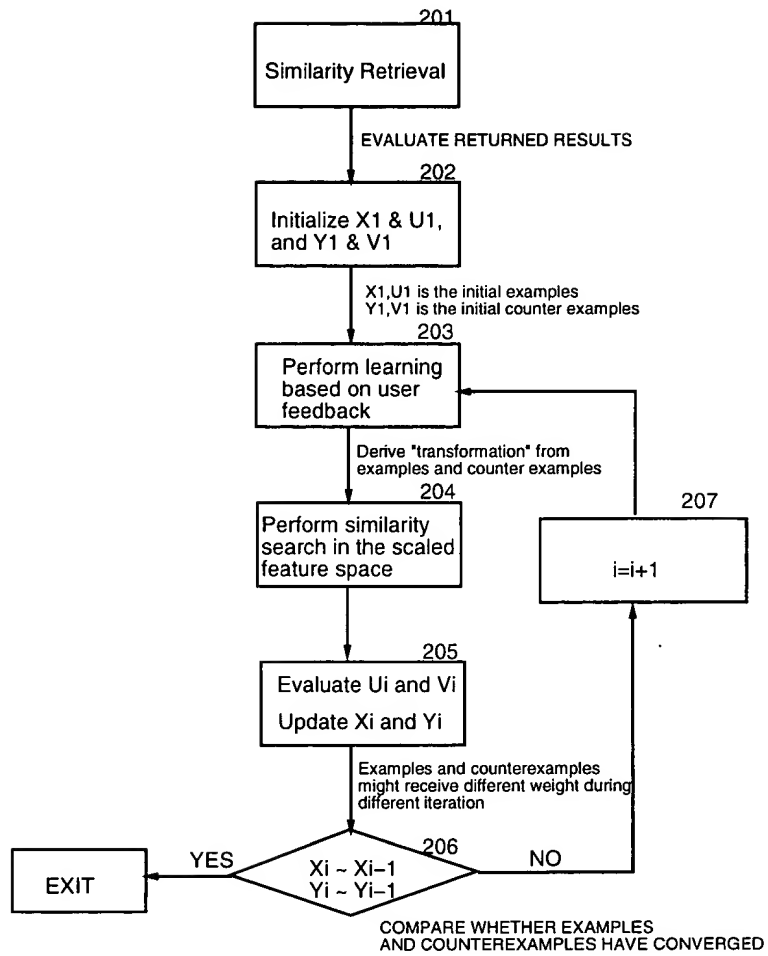 201
Similarity Retrieval
EVALUATE RETURNED RESULTS
202
Initialize X1 & U1,
and Y1 & V1
X1,U1 is the initial examples
Y1,V1 is the initial counter examples
203
Perform learning
based on user
feedback
Derive "transformation" from
examples and counter examples
204
Perform similarity
search in the scaled
feature space
207
i=i+1
205
Evaluate Ui and Vi
Update Xi and Yi
Examples and counterexamples
might receive different weight during
different iteration
206
Xi ~ Xi-1
Yi ~ Yi-1
YES
NO
EXIT
COMPARE WHETHER EXAMPLES
AND COUNTEREXAMPLES HAVE CONVERGED